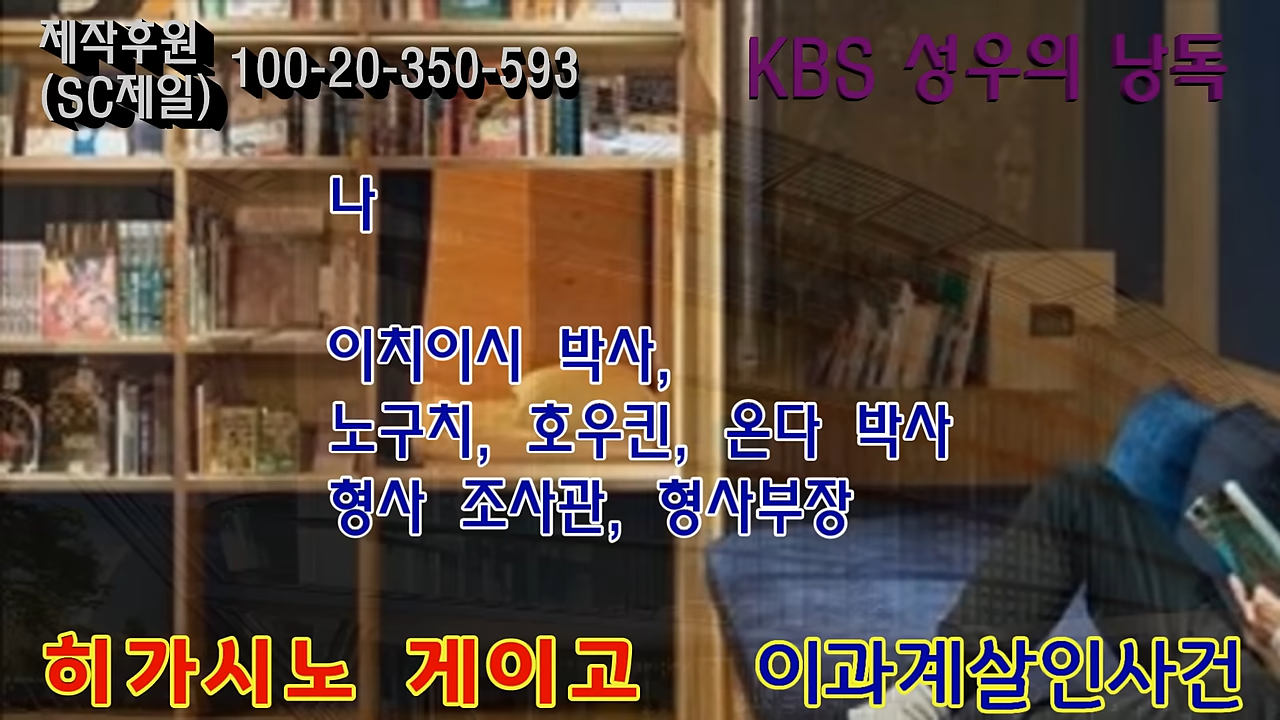 제작후원
(SC제일)
100-20-350-593
KBS 성우의 낭독
나
이치이시 박사,
노구치, 호우킨, 온다 박사
형사 조사관, 형사부장
히가시노 게이고
이과계살인사건